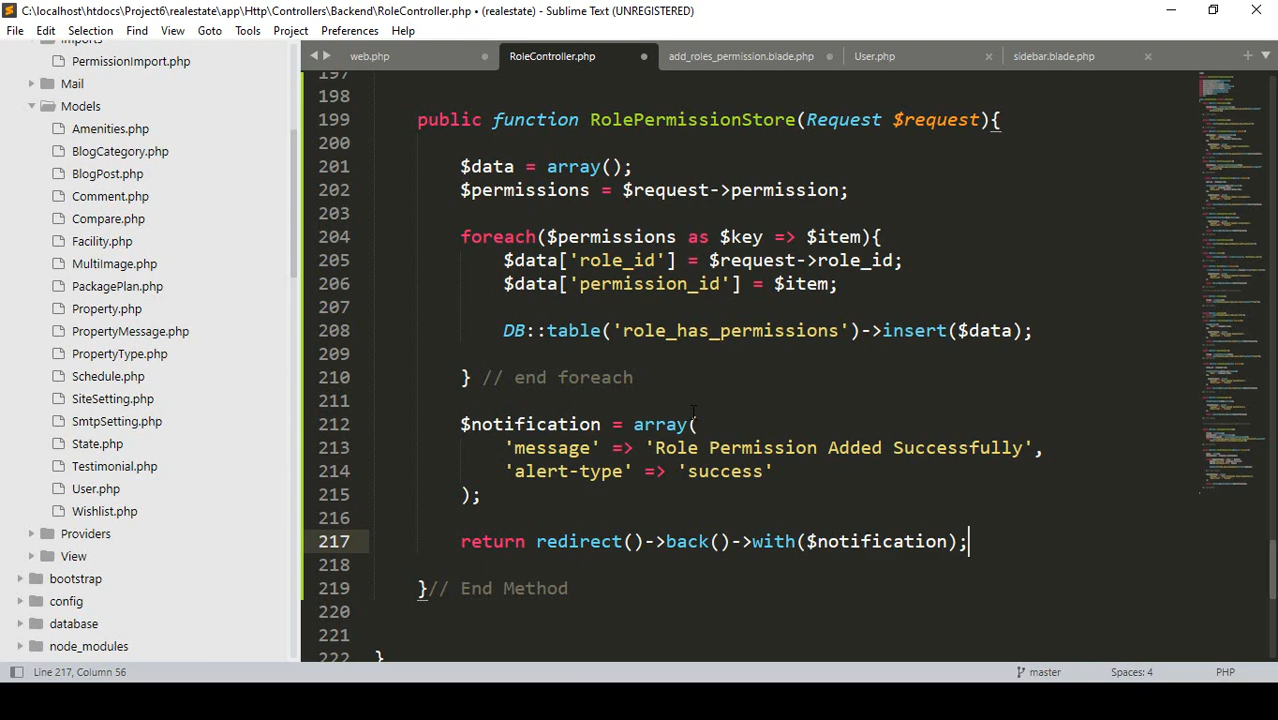 C:\localhost\htdocs\Project6\realestate\app\Http\Controllers\Backend\RoleController.php • (realestate) - Sublime Text (UNREGISTERED)
File Edit Selection Find View Goto Tools Project Preferences Help
Imports
PermissionImport.php
Mail
Models
Amenities.php
BlogCategory.php
BlogPost.php
Comment.php
Compare.php
Facility.php
MultiImage.php
PackagePlan.php
Property.php
PropertyMessage.php
PropertyType.php
Schedule.php
SiteSetting.php
SmtpSetting.php
State.php
Testimonial.php
User.php
Wishlist.php
Providers
View
bootstrap
config
database
node_modules
web.php RoleController.php add_roles_permission.blade.php User.php sidebar.blade.php
197
198
199 public function RolePermissionStore(Request $request){
200
201 $data = array();
202 $permissions = $request->permission;
203
204 foreach($permissions as $key => $item){
205 $data['role_id'] = $request->role_id;
206 $data['permission_id'] = $item;
207
208 DB::table('role_has_permissions')->insert($data);
209
210 } // end foreach
211
212 $notification = array(
213 'message' => 'Role Permission Added Successfully',
214 'alert-type' => 'success'
215 );
216
217 return redirect()->back()->with($notification);
218
219 }// End Method
220
221
222 }
Line 217, Column 56 master Spaces: 4 PHP